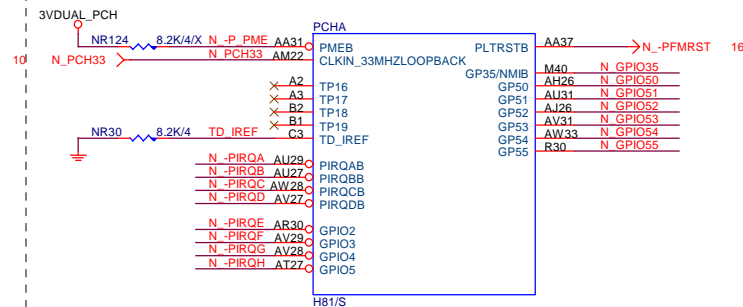 3VDUAL_PCH
PCHA
NR124 8.2K/4/X N_-P_PME AA31 PMEB PLTRSTB AA37 N_-PFMRST 16
10 N_PCH33 N_PCH33 AM22 CLKIN_33MHZLOOPBACK
GP35/NMIB M40 N_GPIO35
A2 TP16 GP50 AH26 N_GPIO50
A3 TP17 GP51 AU31 N_GPIO51
B2 TP18 GP52 AJ26 N_GPIO52
B1 TP19 GP53 AV31 N_GPIO53
NR30 8.2K/4 TD_IREF C3 TD_IREF GP54 AW33 N_GPIO54
GP55 R30 N_GPIO55
N_-PIRQA AU29 PIRQAB
N_-PIRQB AU27 PIRQBB
N_-PIRQC AW28 PIRQCB
N_-PIRQD AV27 PIRQDB
N_-PIRQE AR30 GPIO2
N_-PIRQF AV29 GPIO3
N_-PIRQG AV28 GPIO4
N_-PIRQH AT27 GPIO5
H81/S